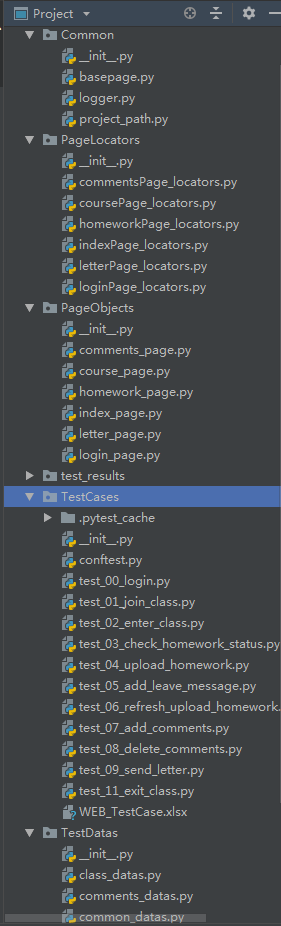 Project
Common
__init__.py
basepage.py
logger.py
project_path.py
PageLocators
__init__.py
commentsPage_locators.py
coursePage_locators.py
homeworkPage_locators.py
indexPage_locators.py
letterPage_locators.py
loginPage_locators.py
PageObjects
__init__.py
comments_page.py
course_page.py
homework_page.py
index_page.py
letter_page.py
login_page.py
test_results
TestCases
.pytest_cache
__init__.py
conftest.py
test_00_login.py
test_01_join_class.py
test_02_enter_class.py
test_03_check_homework_status.py
test_04_upload_homework.py
test_05_add_leave_message.py
test_06_refresh_upload_homework.
test_07_add_comments.py
test_08_delete_comments.py
test_09_send_letter.py
test_11_exit_class.py
WEB_TestCase.xlsx
TestDatas
__init__.py
class_datas.py
comments_datas.py
common_datas.py